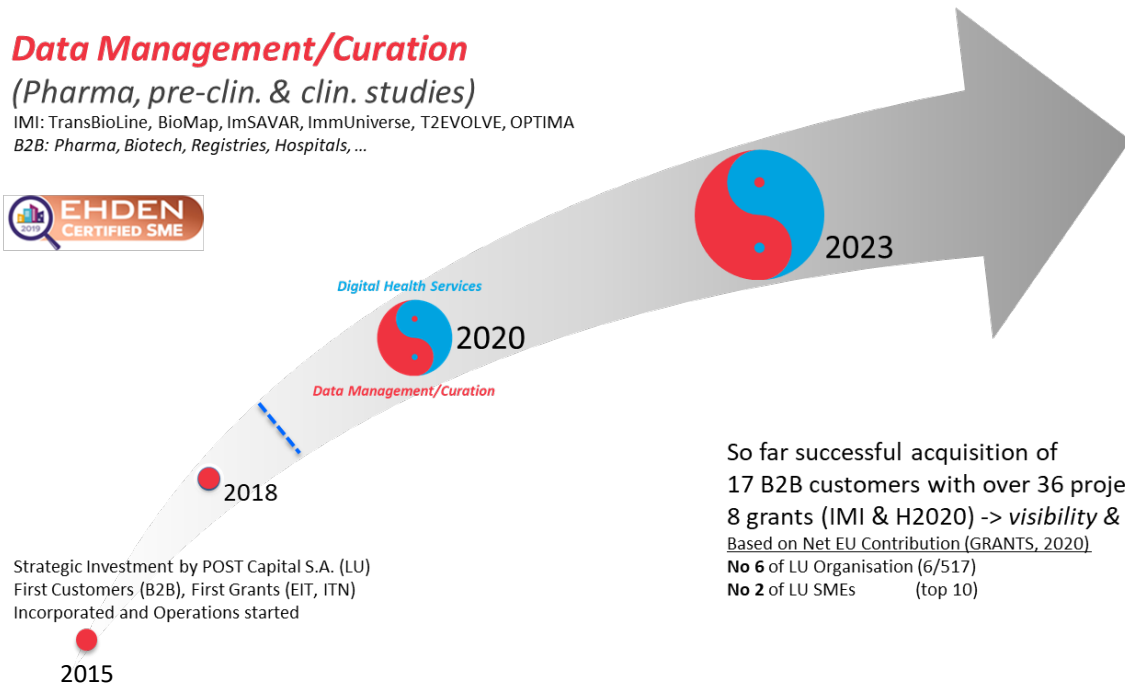 Data Management/Curation
(Pharma, pre-clin. & clin. studies)
IMI: TransBioLine, BioMap, ImSAVAR, ImmUniverse, T2EVOLVE, OPTIMA
B2B: Pharma, Biotech, Registries, Hospitals, ...
2019
EHDEN
CERTIFIED SME
2023
Digital Health Services
2020
Data Management/Curation
2018
So far successful acquisition of
17 B2B customers with over 36 proje
8 grants (IMI & H2020) -> visibility &
Based on Net EU Contribution (GRANTS, 2020)
No 6 of LU Organisation (6/517)
No 2 of LU SMEs (top 10)
Strategic Investment by POST Capital S.A. (LU)
First Customers (B2B), First Grants (EIT, ITN)
Incorporated and Operations started
2015